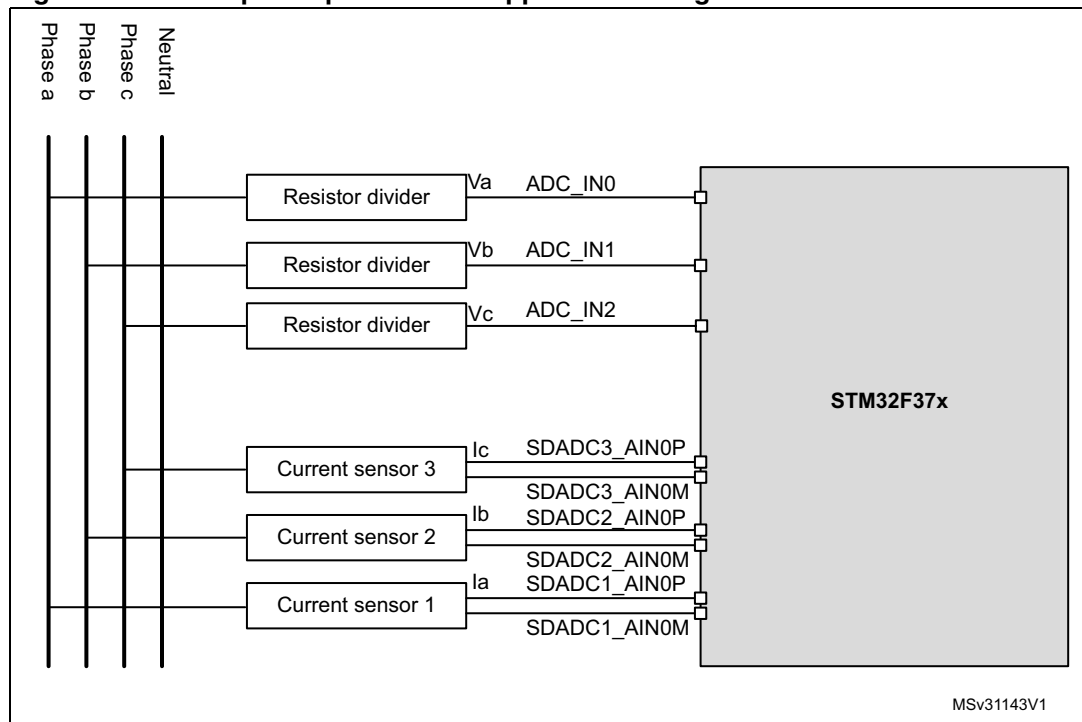 Phase a
Phase b
Phase c
Neutral
Resistor divider
Va
ADC_IN0
Resistor divider
Vb
ADC_IN1
Resistor divider
Vc
ADC_IN2
STM32F37x
Current sensor 3
Ic
SDADC3_AIN0P
SDADC3_AIN0M
Current sensor 2
Ib
SDADC2_AIN0P
SDADC2_AIN0M
Current sensor 1
Ia
SDADC1_AIN0P
SDADC1_AIN0M
MSv31143V1